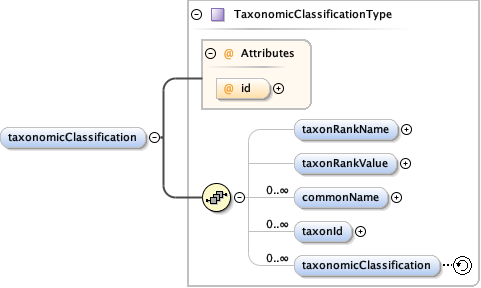 TaxonomicClassificationType
@ Attributes
@ id
taxonomicClassification
taxonRankName
taxonRankValue
0..∞ commonName
0..∞ taxonId
0..∞ taxonomicClassification